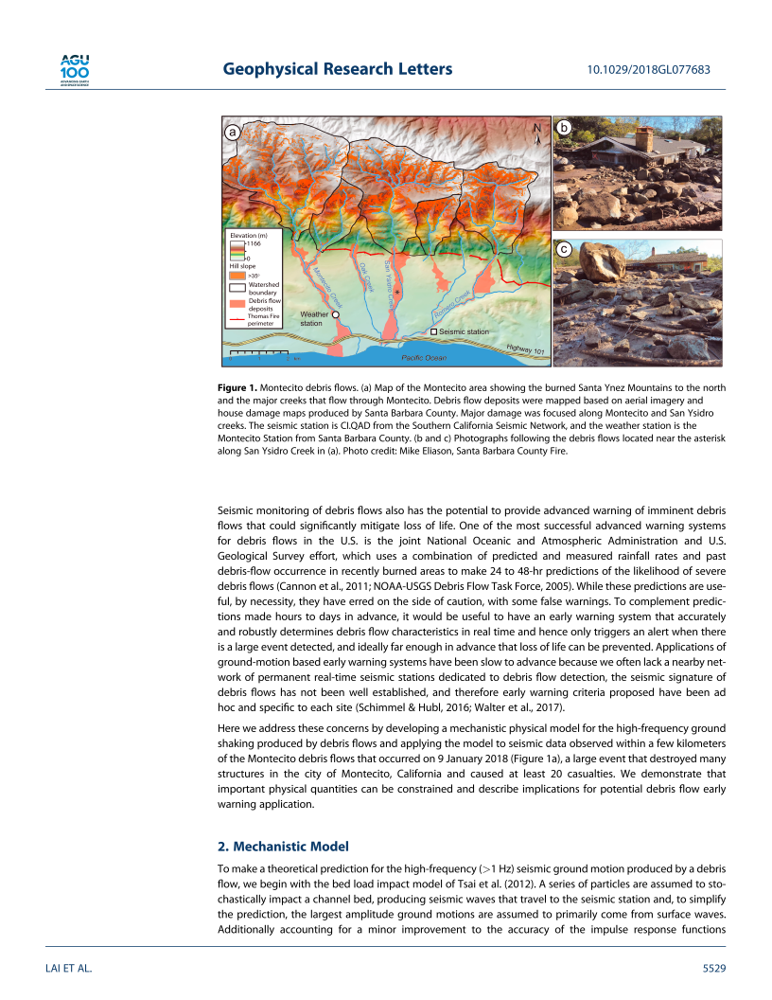 AGU
100
ADVANCING EARTH
AND SPACE SCIENCE
Geophysical Research Letters
10.1029/2018GL077683
a
N
b
c
Elevation (m)
1166
0
Hill slope
>35°
Watershed
boundary
Debris flow
deposits
Thomas Fire
perimeter
Montecito Creek
Oak Creek
San Ysidro Creek
*
Romero Creek
Weather
station
Seismic station
Highway 101
0 1 2 km
Pacific Ocean
Figure 1. Montecito debris flows. (a) Map of the Montecito area showing the burned Santa Ynez Mountains to the north
and the major creeks that flow through Montecito. Debris flow deposits were mapped based on aerial imagery and
house damage maps produced by Santa Barbara County. Major damage was focused along Montecito and San Ysidro
creeks. The seismic station is CI.QAD from the Southern California Seismic Network, and the weather station is the
Montecito Station from Santa Barbara County. (b and c) Photographs following the debris flows located near the asterisk
along San Ysidro Creek in (a). Photo credit: Mike Eliason, Santa Barbara County Fire.
Seismic monitoring of debris flows also has the potential to provide advanced warning of imminent debris
flows that could significantly mitigate loss of life. One of the most successful advanced warning systems
for debris flows in the U.S. is the joint National Oceanic and Atmospheric Administration and U.S.
Geological Survey effort, which uses a combination of predicted and measured rainfall rates and past
debris-flow occurrence in recently burned areas to make 24 to 48-hr predictions of the likelihood of severe
debris flows (Cannon et al., 2011; NOAA-USGS Debris Flow Task Force, 2005). While these predictions are use-
ful, by necessity, they have erred on the side of caution, with some false warnings. To complement predic-
tions made hours to days in advance, it would be useful to have an early warning system that accurately
and robustly determines debris flow characteristics in real time and hence only triggers an alert when there
is a large event detected, and ideally far enough in advance that loss of life can be prevented. Applications of
ground-motion based early warning systems have been slow to advance because we often lack a nearby net-
work of permanent real-time seismic stations dedicated to debris flow detection, the seismic signature of
debris flows has not been well established, and therefore early warning criteria proposed have been ad
hoc and specific to each site (Schimmel & Hubl, 2016; Walter et al., 2017).
Here we address these concerns by developing a mechanistic physical model for the high-frequency ground
shaking produced by debris flows and applying the model to seismic data observed within a few kilometers
of the Montecito debris flows that occurred on 9 January 2018 (Figure 1a), a large event that destroyed many
structures in the city of Montecito, California and caused at least 20 casualties. We demonstrate that
important physical quantities can be constrained and describe implications for potential debris flow early
warning application.
2. Mechanistic Model
To make a theoretical prediction for the high-frequency (>1 Hz) seismic ground motion produced by a debris
flow, we begin with the bed load impact model of Tsai et al. (2012). A series of particles are assumed to sto-
chastically impact a channel bed, producing seismic waves that travel to the seismic station and, to simplify
the prediction, the largest amplitude ground motions are assumed to primarily come from surface waves.
Additionally accounting for a minor improvement to the accuracy of the impulse response functions
LAI ET AL.
5529